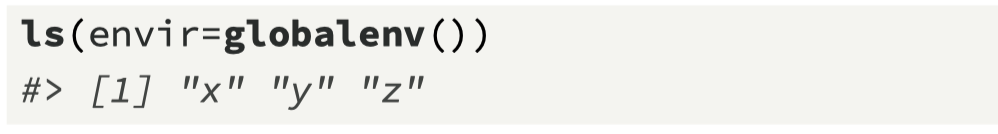 ls(envir=globalenv())
#> [1] "x" "y" "z"